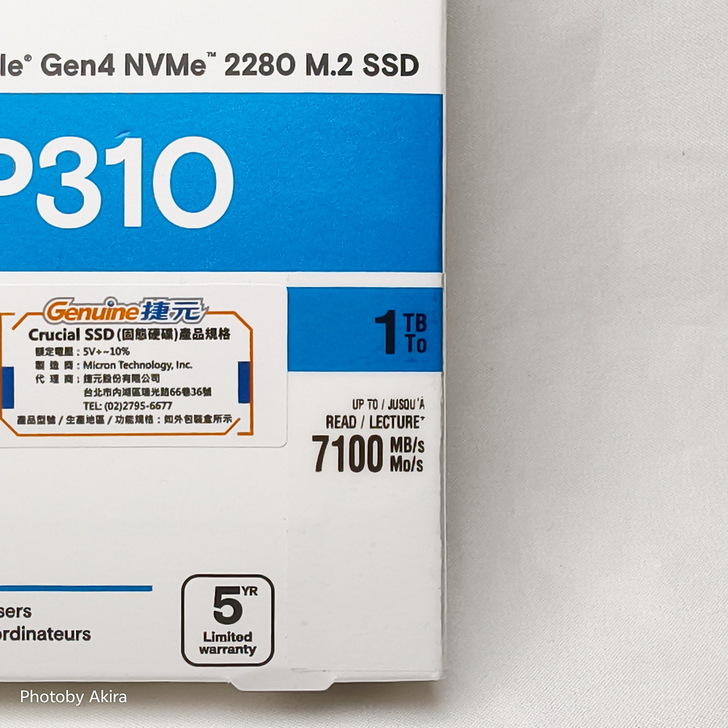 le® Gen4 NVMe™ 2280 M.2 SSD
P310
1 TB
To
Genuine捷元
Crucial SSD(固態硬碟)產品規格
額定電壓：5V+~10%
製 造 商：Micron Technology, Inc.
代 理 商：捷元股份有限公司
台北市內湖區瑞光路66巷36號
TEL: (02)2795-6677
產品型號 / 生產地區 / 功能規格：如外包裝盒所示
UP TO / JUSQU'À
READ / LECTURE+
7100 MB/s
Mo/s
5 YR
Limited
warranty
sers
ordinateurs
Photoby Akira